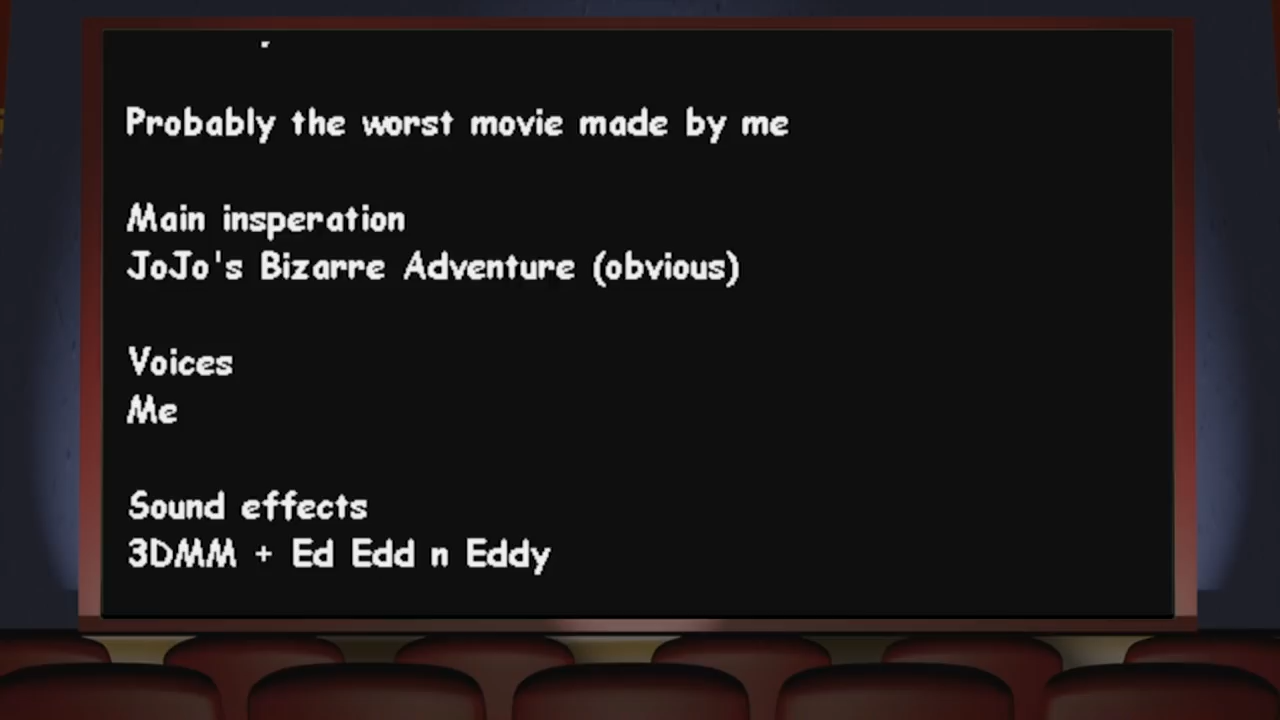 Probably the worst movie made by me
Main insperation
JoJo's Bizarre Adventure (obvious)
Voices
Me
Sound effects
3DMM + Ed Edd n Eddy